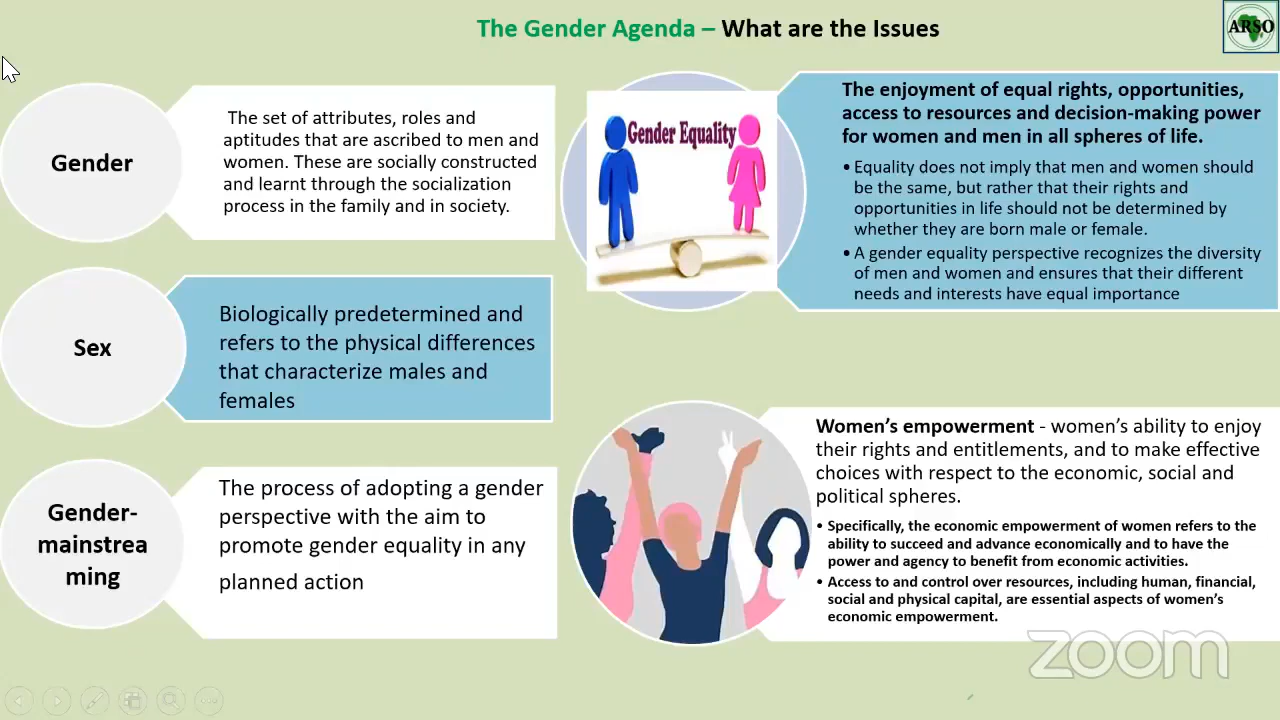 The Gender Agenda – What are the Issues
ARSO
Gender
The set of attributes, roles and
aptitudes that are ascribed to men and
women. These are socially constructed
and learnt through the socialization
process in the family and in society.
Sex
Biologically predetermined and
refers to the physical differences
that characterize males and
females
Gender-
mainstrea
ming
The process of adopting a gender
perspective with the aim to
promote gender equality in any
planned action
Gender Equality
The enjoyment of equal rights, opportunities,
access to resources and decision-making power
for women and men in all spheres of life.
• Equality does not imply that men and women should
be the same, but rather that their rights and
opportunities in life should not be determined by
whether they are born male or female.
• A gender equality perspective recognizes the diversity
of men and women and ensures that their different
needs and interests have equal importance
Women’s empowerment - women’s ability to enjoy
their rights and entitlements, and to make effective
choices with respect to the economic, social and
political spheres.
• Specifically, the economic empowerment of women refers to the
ability to succeed and advance economically and to have the
power and agency to benefit from economic activities.
• Access to and control over resources, including human, financial,
social and physical capital, are essential aspects of women’s
economic empowerment.
zoom